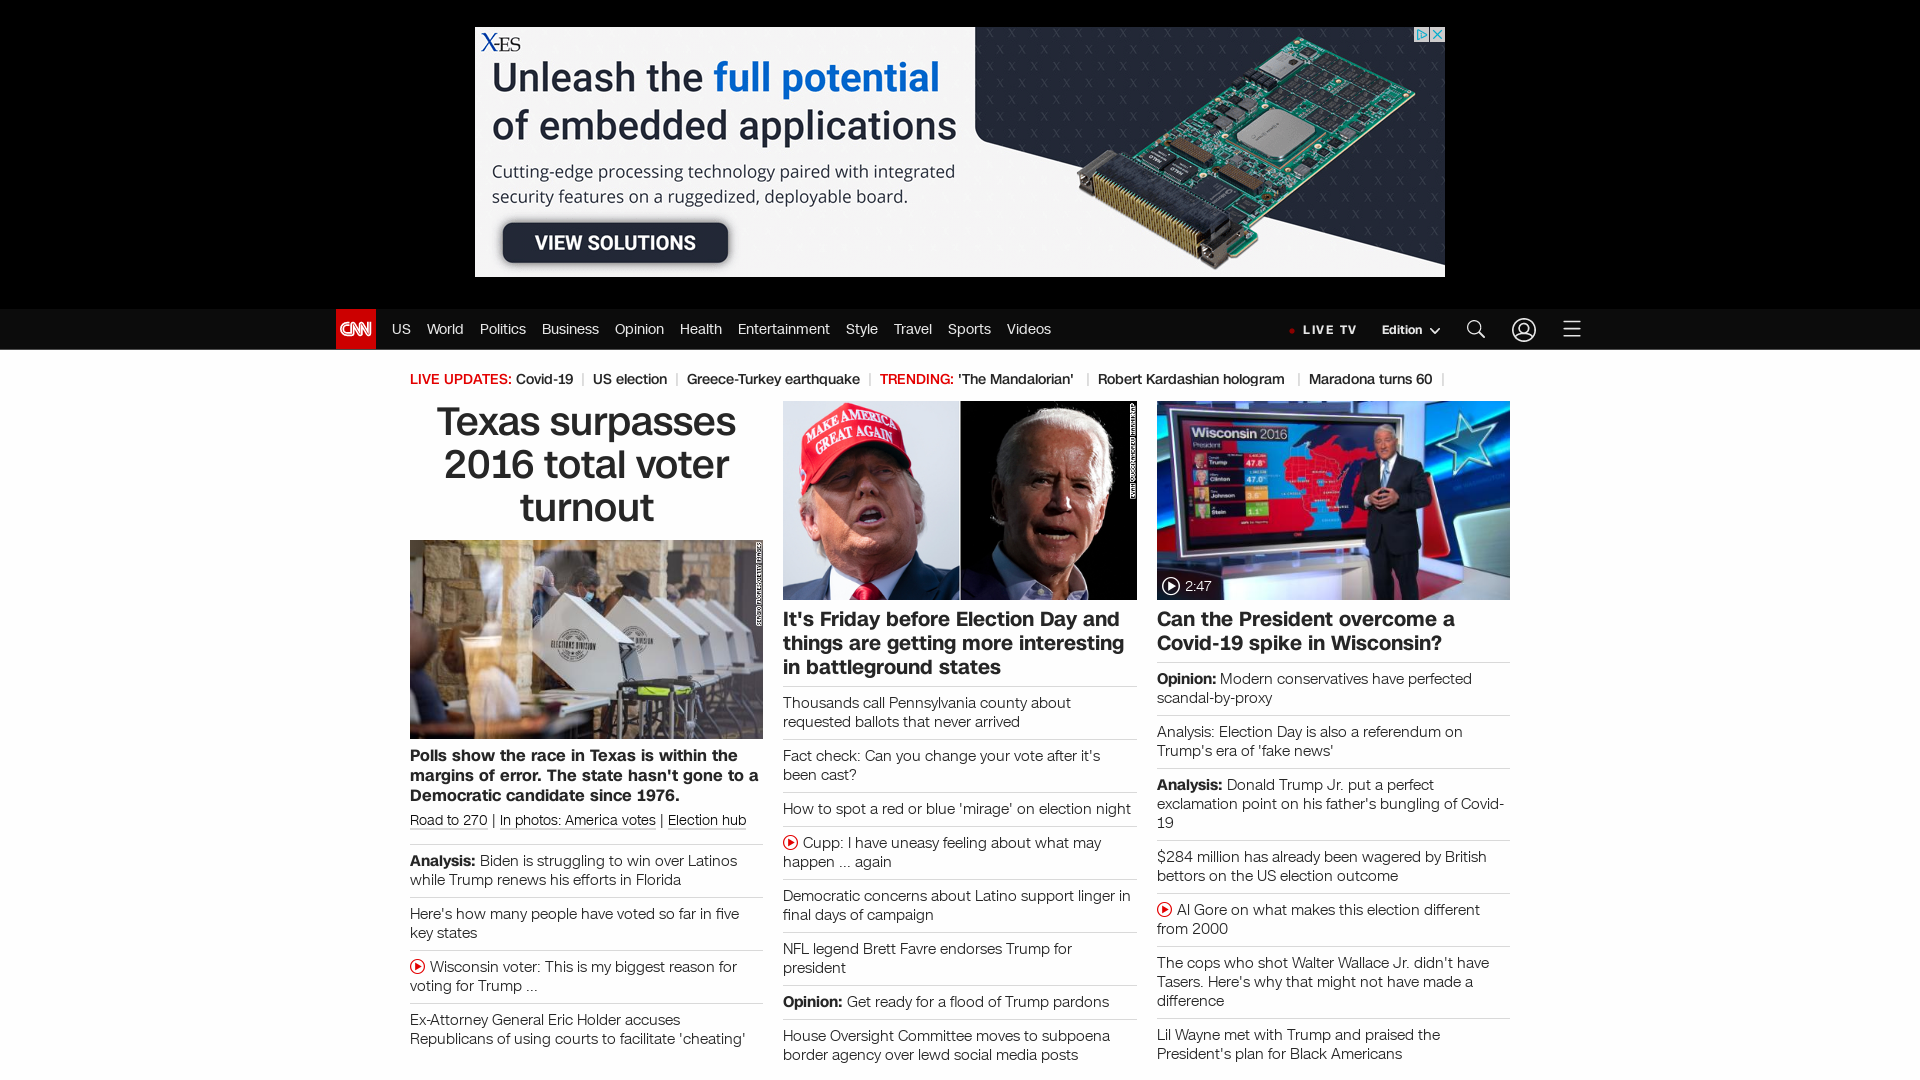 X-ES
Unleash the full potential
of embedded applications
Cutting-edge processing technology paired with integrated
security features on a ruggedized, deployable board.
VIEW SOLUTIONS
CNN
US World Politics Business Opinion Health Entertainment Style Travel Sports Videos
LIVE TV
Edition
LIVE UPDATES: Covid-19 | US election | Greece-Turkey earthquake | TRENDING: 'The Mandalorian' | Robert Kardashian hologram | Maradona turns 60 |
Texas surpasses
2016 total voter
turnout
ELECTIONS DIVISION
Polls show the race in Texas is within the
margins of error. The state hasn't gone to a
Democratic candidate since 1976.
Road to 270 | In photos: America votes | Election hub
Analysis: Biden is struggling to win over Latinos
while Trump renews his efforts in Florida
Here's how many people have voted so far in five
key states
Wisconsin voter: This is my biggest reason for
voting for Trump ...
Ex-Attorney General Eric Holder accuses
Republicans of using courts to facilitate 'cheating'
MAKE AMERICA
GREAT AGAIN
It's Friday before Election Day and
things are getting more interesting
in battleground states
Thousands call Pennsylvania county about
requested ballots that never arrived
Fact check: Can you change your vote after it's
been cast?
How to spot a red or blue 'mirage' on election night
Cupp: I have uneasy feeling about what may
happen ... again
Democratic concerns about Latino support linger in
final days of campaign
NFL legend Brett Favre endorses Trump for
president
Opinion: Get ready for a flood of Trump pardons
House Oversight Committee moves to subpoena
border agency over lewd social media posts
Wisconsin 2016
President
Trump 47.8%
Clinton 47.0%
Johnson 3.6%
Stein 1.1%
2:47
Can the President overcome a
Covid-19 spike in Wisconsin?
Opinion: Modern conservatives have perfected
scandal-by-proxy
Analysis: Election Day is also a referendum on
Trump's era of 'fake news'
Analysis: Donald Trump Jr. put a perfect
exclamation point on his father's bungling of Covid-
19
$284 million has already been wagered by British
bettors on the US election outcome
Al Gore on what makes this election different
from 2000
The cops who shot Walter Wallace Jr. didn't have
Tasers. Here's why that might not have made a
difference
Lil Wayne met with Trump and praised the
President's plan for Black Americans